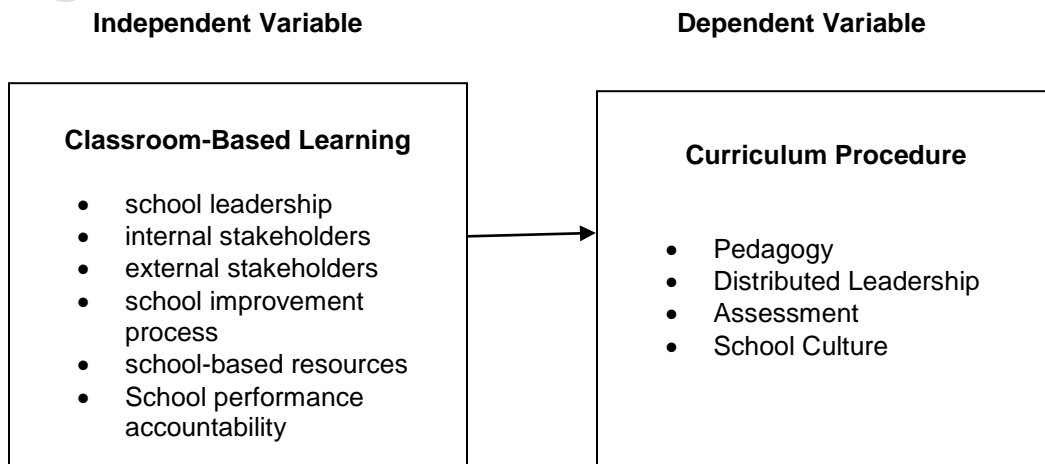 Independent Variable
Dependent Variable
Classroom-Based Learning
• school leadership
• internal stakeholders
• external stakeholders
• school improvement
process
• school-based resources
• School performance
accountability
Curriculum Procedure
• Pedagogy
• Distributed Leadership
• Assessment
• School Culture